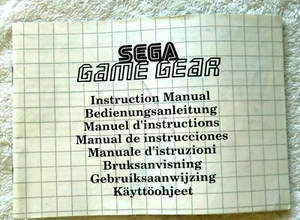 SEGA
GAME GEAR
Instruction Manual
Bedienungsanleitung
Manuel d'instructions
Manual de instrucciones
Manuale d'istruzioni
Bruksanvisning
Gebruiksaanwijzing
Käyttöohjeet